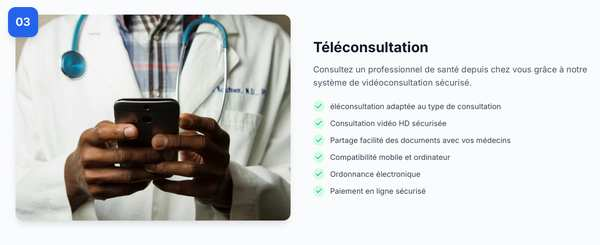 03
Téléconsultation
Consultez un professionnel de santé depuis chez vous grâce à notre
système de vidéoconsultation sécurisé.
éléconsultation adaptée au type de consultation
Consultation vidéo HD sécurisée
Partage facilité des documents avec vos médecins
Compatibilité mobile et ordinateur
Ordonnance électronique
Paiement en ligne sécurisé